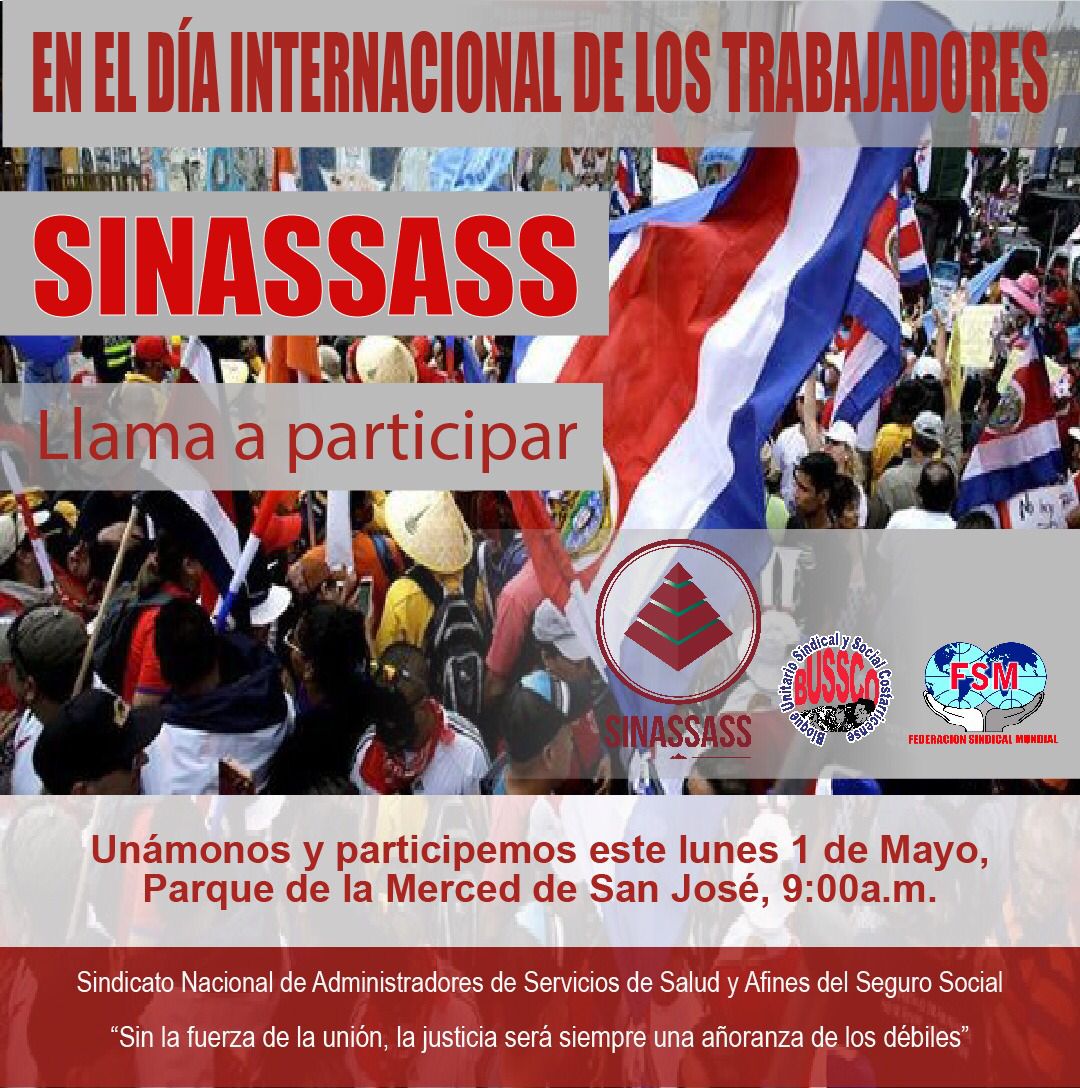 EN EL DÍA INTERNACIONAL DE LOS TRABAJADORES
SINASSASS
Llama a participar
SINASSASS
Bloque Unitario Sindical y Social Costarricense
BUSSCO
FSM
FEDERACION SINDICAL MUNDIAL
Unámonos y participemos este lunes 1 de Mayo,
Parque de la Merced de San José, 9:00a.m.
Sindicato Nacional de Administradores de Servicios de Salud y Afines del Seguro Social
“Sin la fuerza de la unión, la justicia será siempre una añoranza de los débiles”